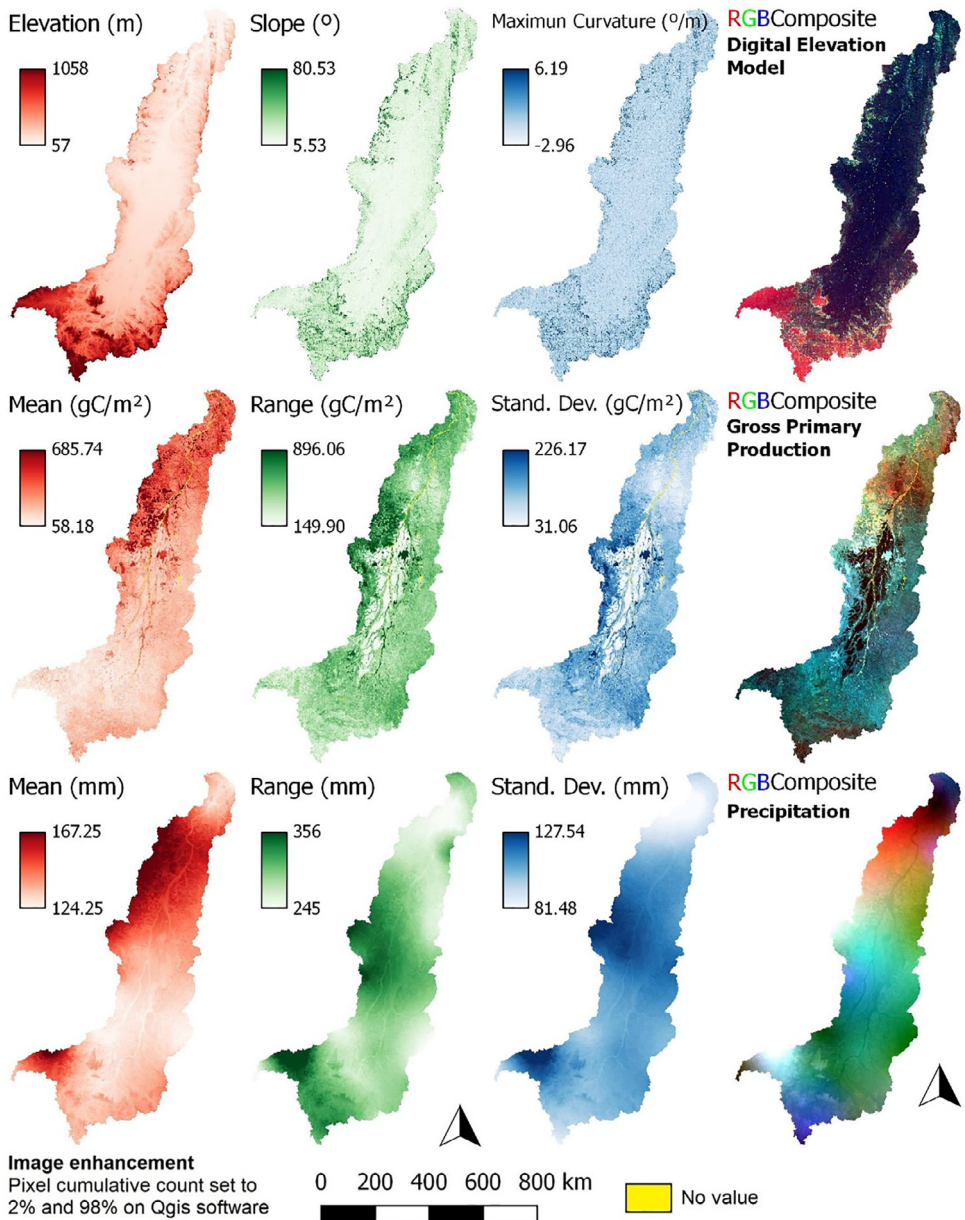 Elevation (m)
1058
57
Slope (º)
80.53
5.53
Maximun Curvature (º/m)
6.19
-2.96
RGBComposite
Digital Elevation
Model
Mean (gC/m²)
685.74
58.18
Range (gC/m²)
896.06
149.90
Stand. Dev. (gC/m²)
226.17
31.06
RGBComposite
Gross Primary
Production
Mean (mm)
167.25
124.25
Range (mm)
356
245
Stand. Dev. (mm)
127.54
81.48
RGBComposite
Precipitation
Image enhancement
Pixel cumulative count set to
2% and 98% on Qgis software
0 200 400 600 800 km
No value